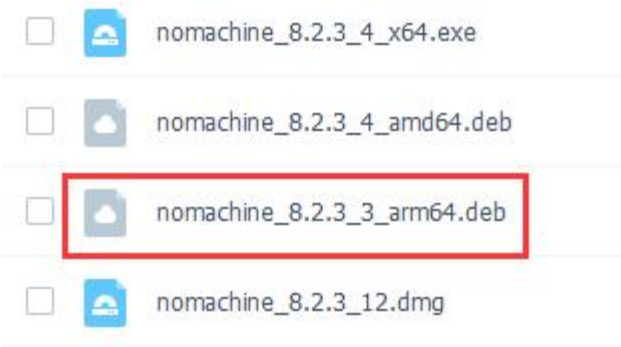 nomachine_8.2.3_4_x64.exe
nomachine_8.2.3_4_amd64.deb
nomachine_8.2.3_3_arm64.deb
nomachine_8.2.3_12.dmg